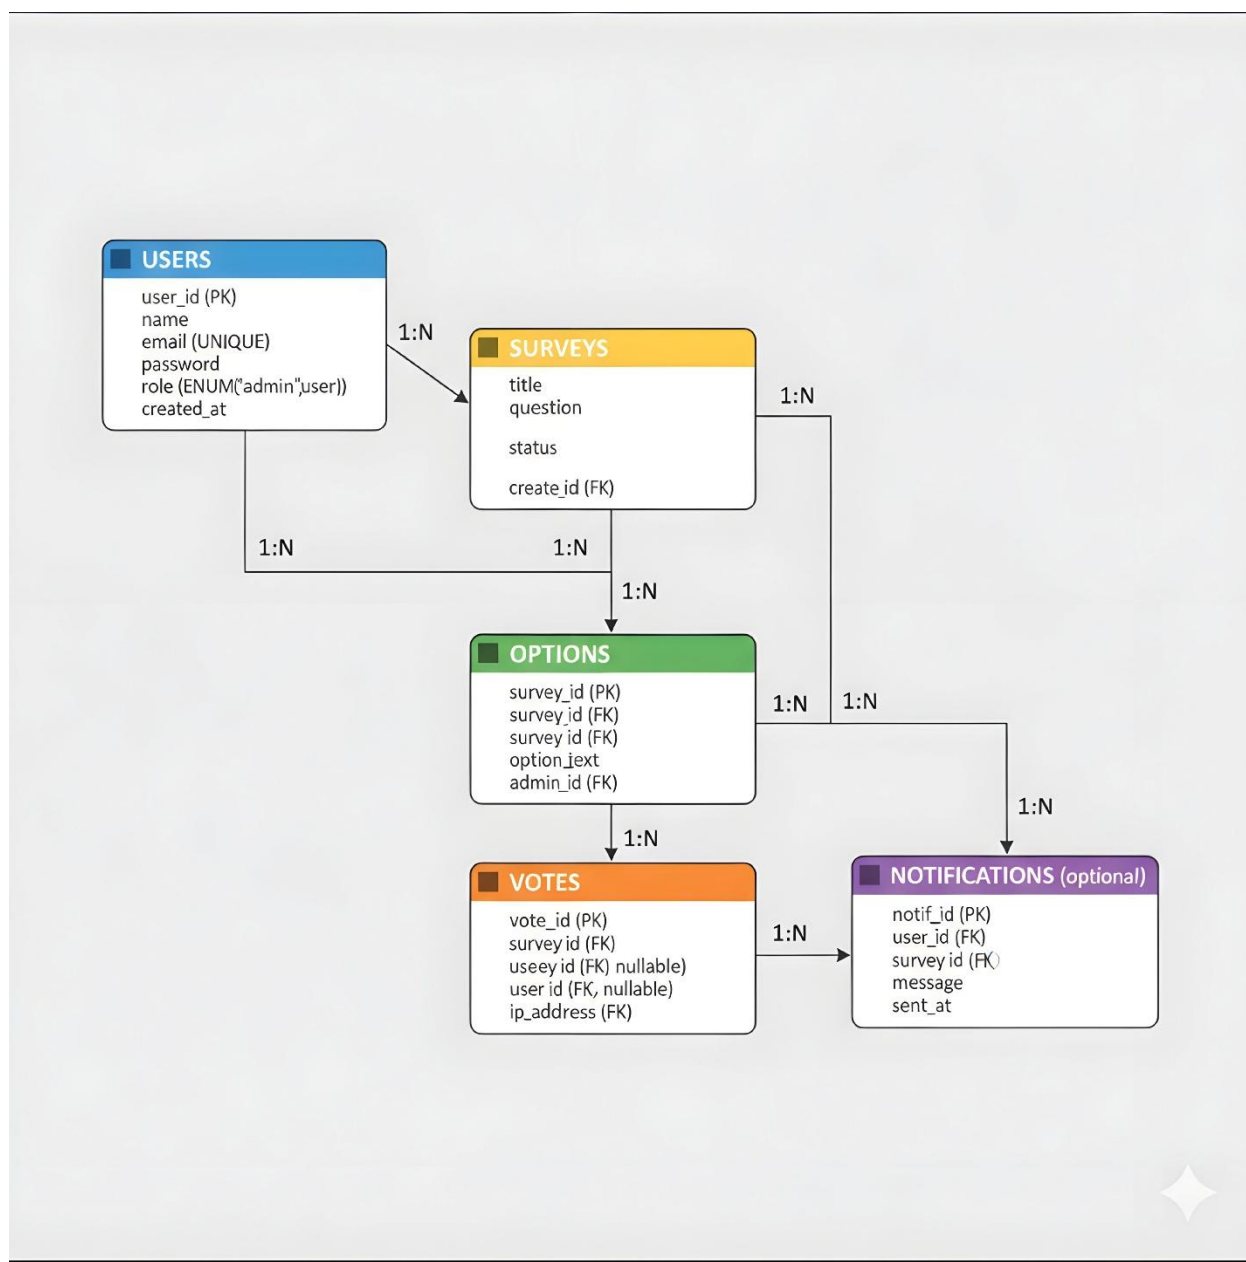 USERS
user_id (PK)
name
email (UNIQUE)
password
role (ENUM("admin",user))
created_at
1:N
SURVEYS
title
question
status
create_id (FK)
1:N
1:N
1:N
1:N
OPTIONS
survey_id (PK)
survey_id (FK)
survey id (FK)
option_text
admin_id (FK)
1:N
1:N
1:N
1:N
VOTES
vote_id (PK)
survey id (FK)
useey id (FK) nullable)
user id (FK, nullable)
ip_address (FK)
1:N
NOTIFICATIONS (optional)
notif_id (PK)
user_id (FK)
survey id (FK)
message
sent_at